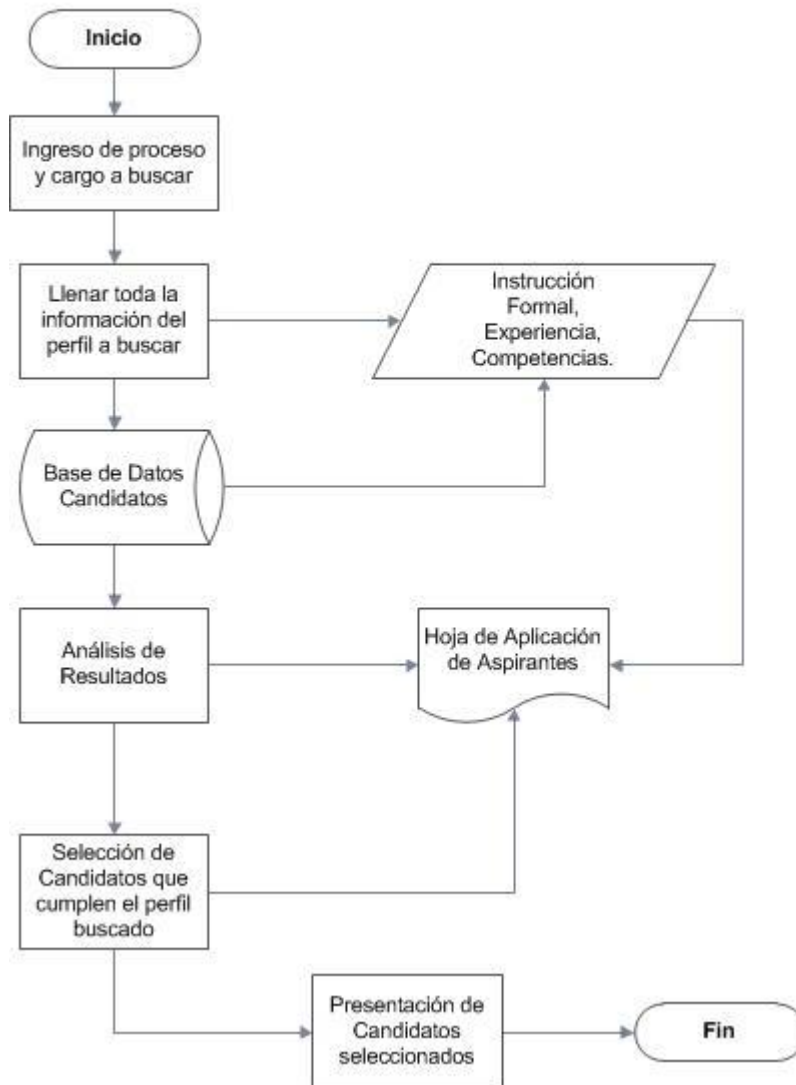 Inicio
Ingreso de proceso
y cargo a buscar
Llenar toda la
información del
perfil a buscar
Instrucción
Formal,
Experiencia,
Competencias.
Base de Datos
Candidatos
Análisis de
Resultados
Hoja de Aplicación
de Aspirantes
Selección de
Candidatos que
cumplen el perfil
buscado
Presentación de
Candidatos
seleccionados
Fin